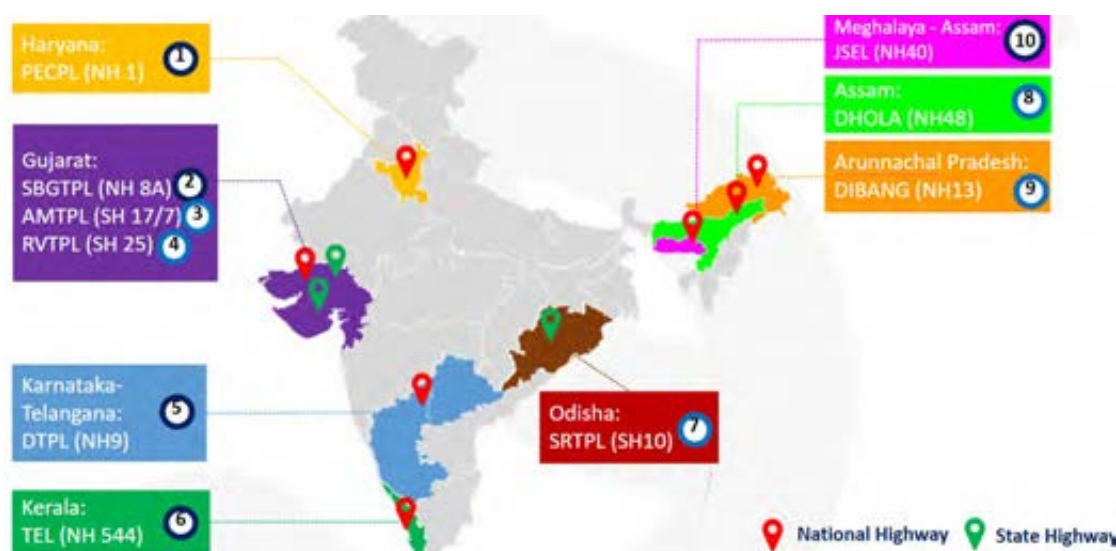 Haryana:
PECPL (NH 1)
1
Gujarat:
SBGTPL (NH 8A)
2
AMTPL (SH 17/7)
3
RVTPL (SH 25)
4
Karnataka-
Telangana:
DTPL (NH9)
5
Kerala:
TEL (NH 544)
6
Odisha:
SRTPL (SH10)
7
Meghalaya - Assam:
JSEL (NH40)
10
Assam:
DHOLA (NH48)
8
Arunnachal Pradesh:
DIBANG (NH13)
9
National Highway
State Highway